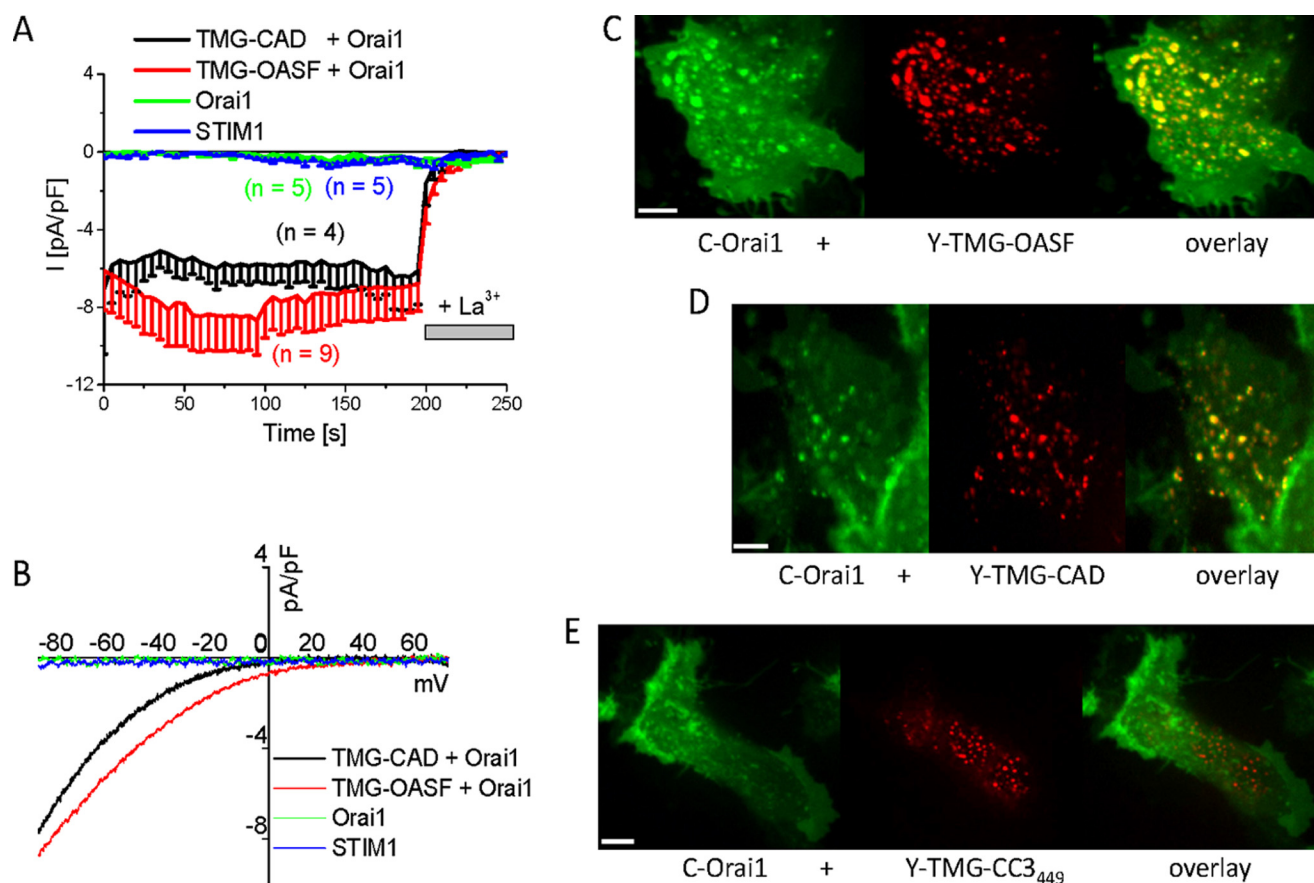 A
TMG-CAD + Orai1
TMG-OASF + Orai1
Orai1
STIM1
4
0
-4
-8
-12
I [pA/pF]
(n = 5) (n = 5)
(n = 4)
+ La³⁺
(n = 9)
0 50 100 150 200 250
Time [s]
B
4
pA/pF
-80 -60 -40 -20 0 20 40 60
mV
-4
-8
TMG-CAD + Orai1
TMG-OASF + Orai1
Orai1
STIM1
C
C-Orai1 + Y-TMG-OASF overlay
D
C-Orai1 + Y-TMG-CAD overlay
E
C-Orai1 + Y-TMG-CC3₄₄₉ overlay